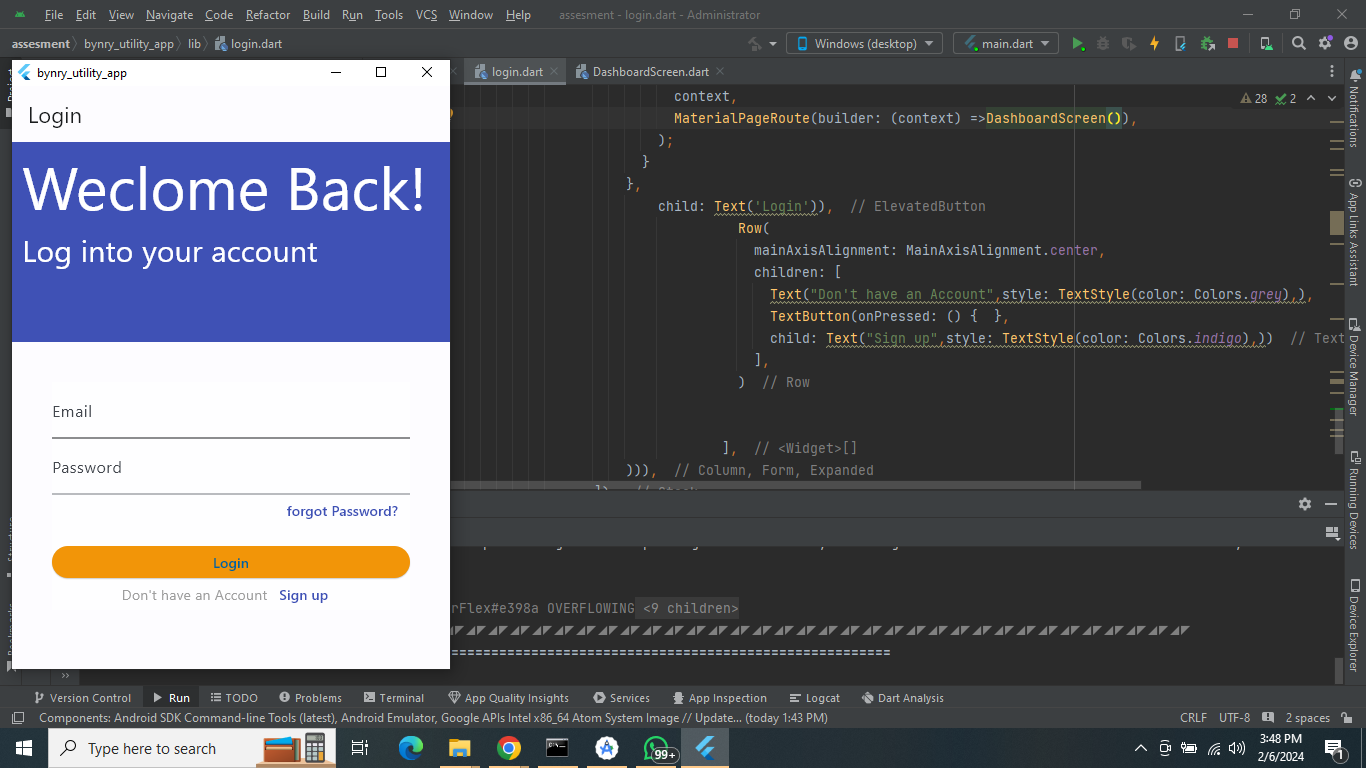 File Edit View Navigate Code Refactor Build Run Tools VCS Window Help assesment - login.dart - Administrator
assesment bynry_utility_app lib login.dart Windows (desktop) main.dart
login.dart DashboardScreen.dart
bynry_utility_app
Login
Weclome Back!
Log into your account
Email
Password
forgot Password?
Login
Don't have an Account Sign up
28 2
context,
MaterialPageRoute(builder: (context) =>DashboardScreen()),
);
}
},
child: Text('Login')), // ElevatedButton
Row(
mainAxisAlignment: MainAxisAlignment.center,
children: [
Text("Don't have an Account",style: TextStyle(color: Colors.grey),),
TextButton(onPressed: () { },
child: Text("Sign up",style: TextStyle(color: Colors.indigo),)) // Text
],
) // Row
], // <Widget>[]
))), // Column, Form, Expanded
rFlex#e398a OVERFLOWING <9 children>
◢◤◢◤◢◤◢◤◢◤◢◤◢◤◢◤◢◤◢◤◢◤◢◤◢◤◢◤◢◤◢◤◢◤◢◤◢◤◢◤◢◤◢◤◢◤◢◤◢◤◢◤◢◤◢◤◢◤◢◤◢◤◢◤◢◤
======================================================
Notifications
App Links Assistant
Device Manager
Running Devices
Device Explorer
Version Control Run TODO Problems Terminal App Quality Insights Services App Inspection Logcat Dart Analysis
Components: Android SDK Command-line Tools (latest), Android Emulator, Google APIs Intel x86_64 Atom System Image // Update... (today 1:43 PM) CRLF UTF-8 2 spaces
Type here to search 99+ 3:48 PM
2/6/2024 1